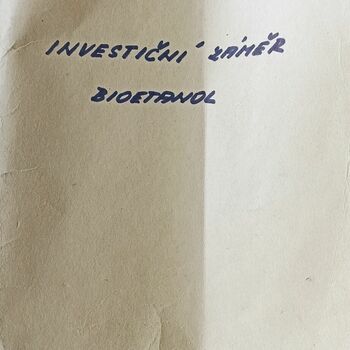 INVESTIČNÍ ZÁMĚR
BIOETANOL